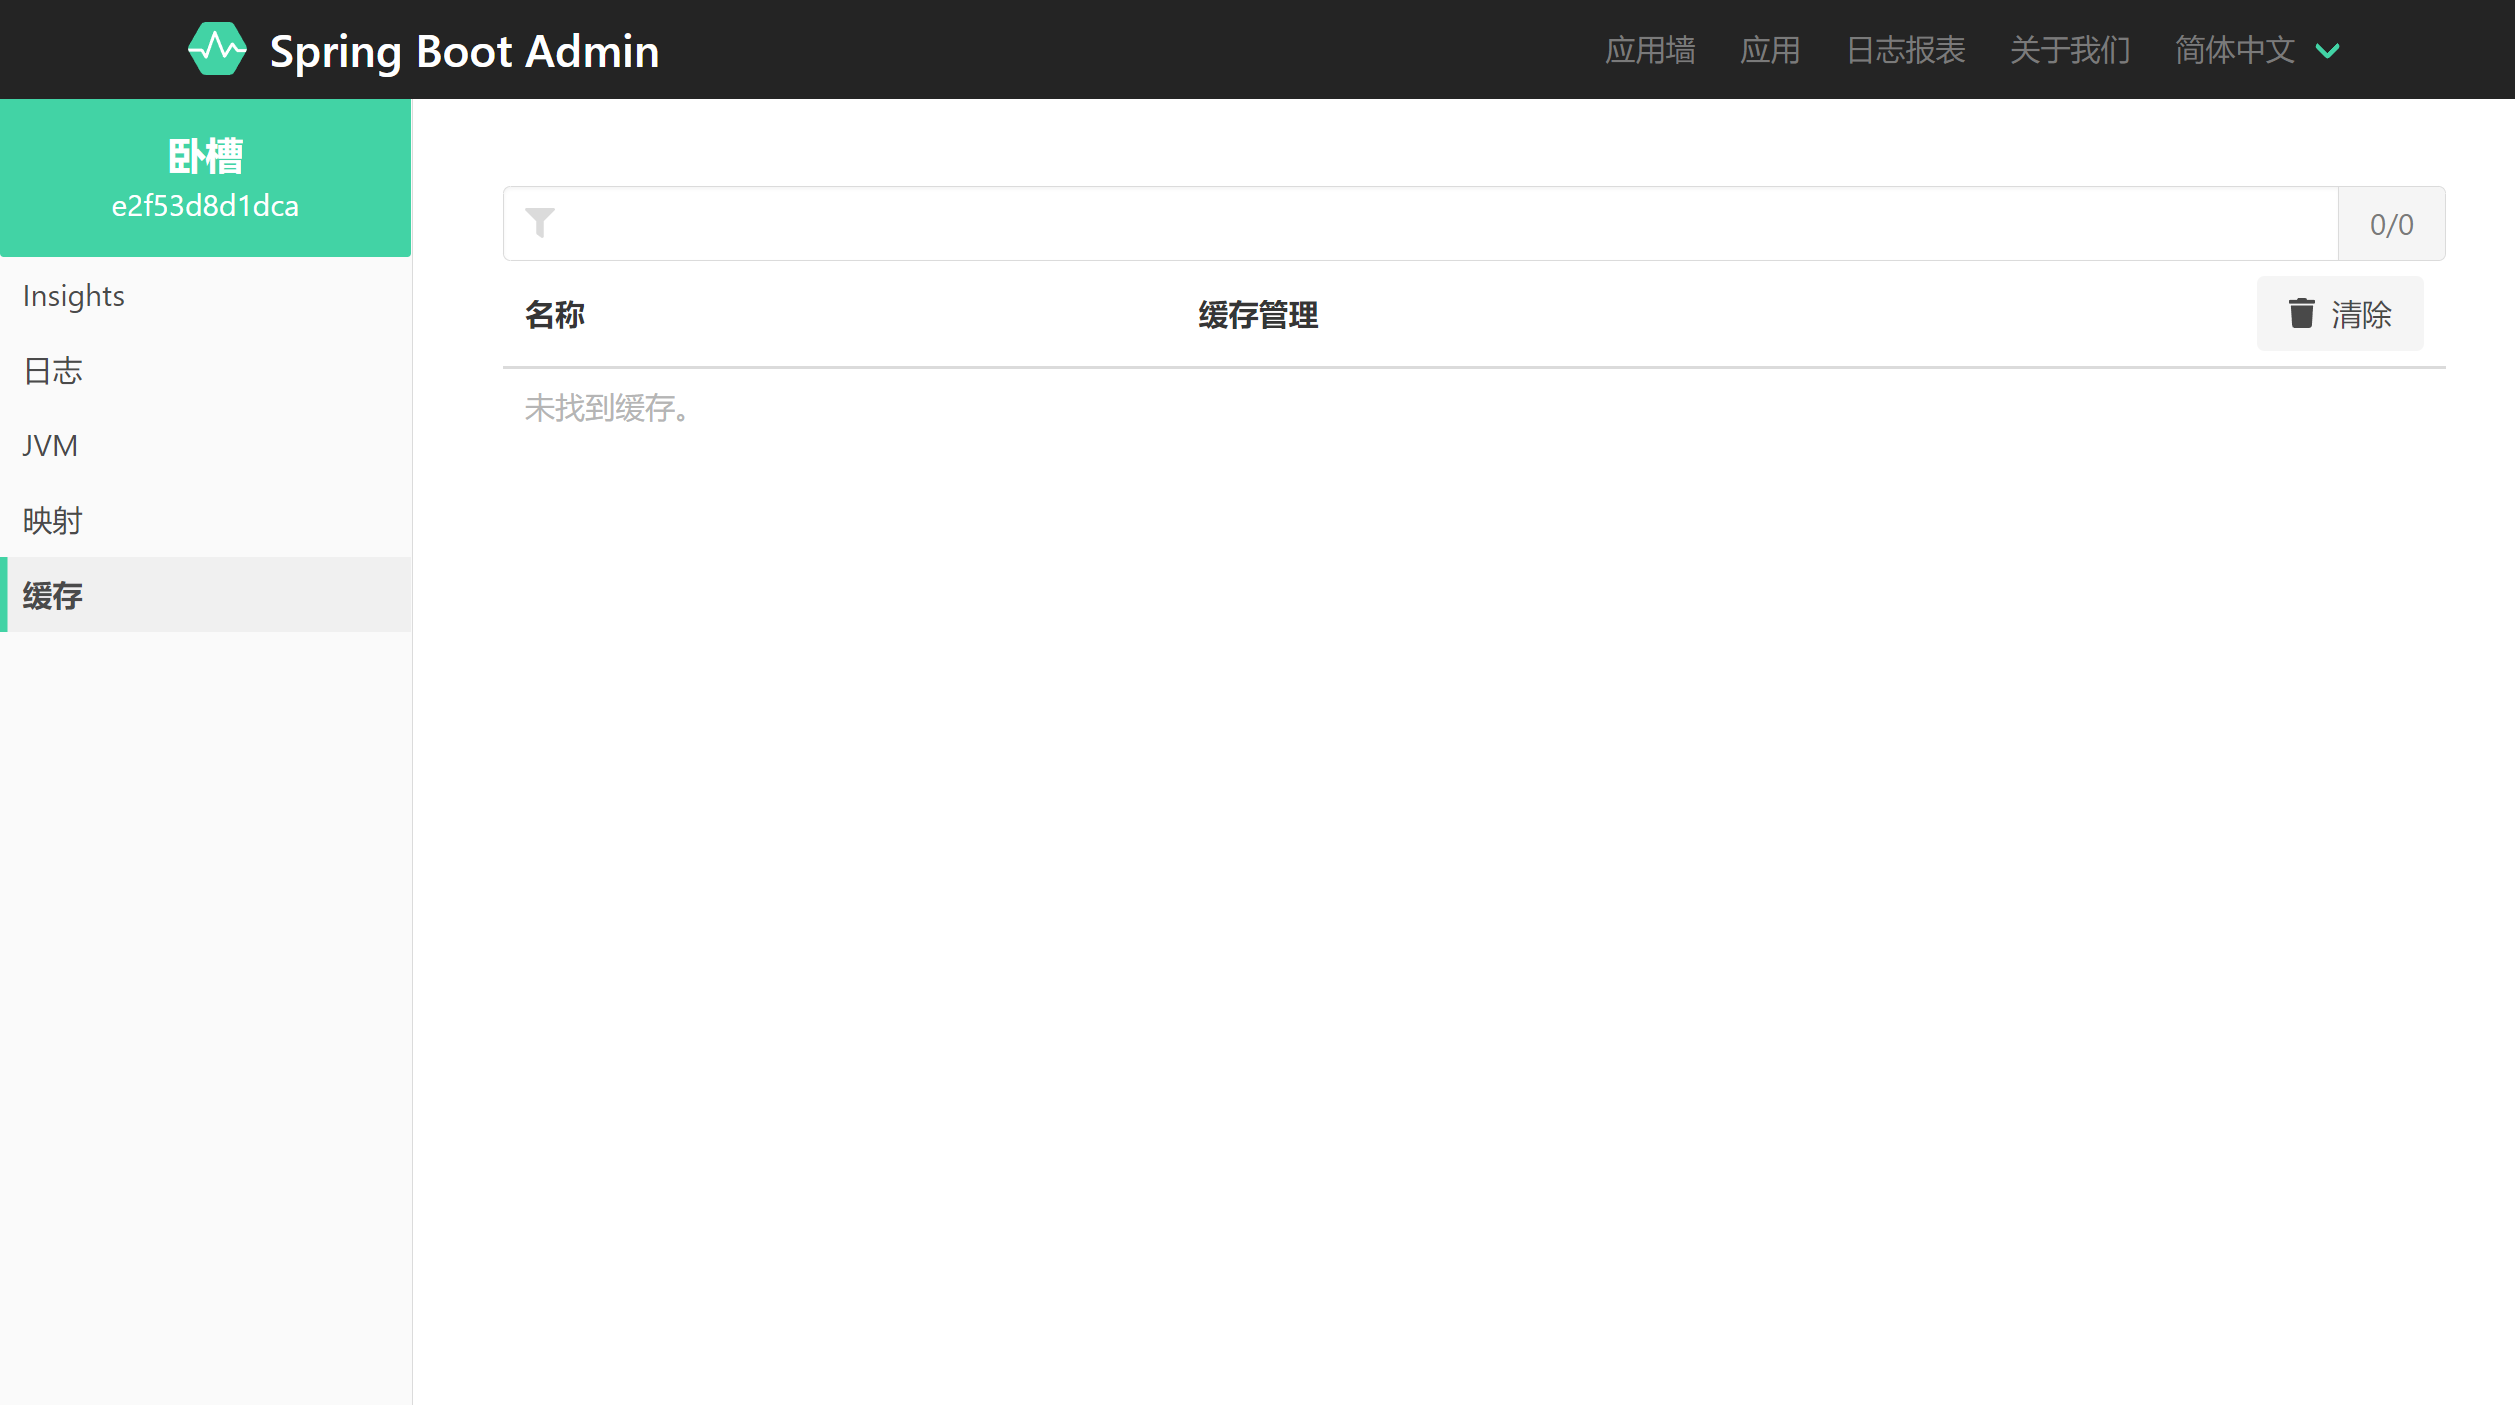 Spring Boot Admin
应用墙 应用 日志报表 关于我们 简体中文
卧槽
e2f53d8d1dca
Insights
日志
JVM
映射
缓存
0/0
名称 缓存管理 清除
未找到缓存。